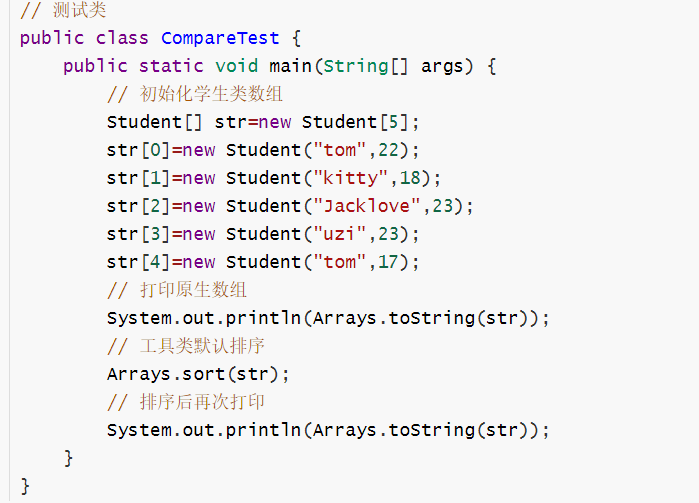 // 测试类
public class CompareTest {
    public static void main(String[] args) {
        // 初始化学生类数组
        Student[] str=new Student[5];
        str[0]=new Student("tom",22);
        str[1]=new Student("kitty",18);
        str[2]=new Student("Jacklove",23);
        str[3]=new Student("uzi",23);
        str[4]=new Student("tom",17);
        // 打印原生数组
        System.out.println(Arrays.toString(str));
        // 工具类默认排序
        Arrays.sort(str);
        // 排序后再次打印
        System.out.println(Arrays.toString(str));
    }
}